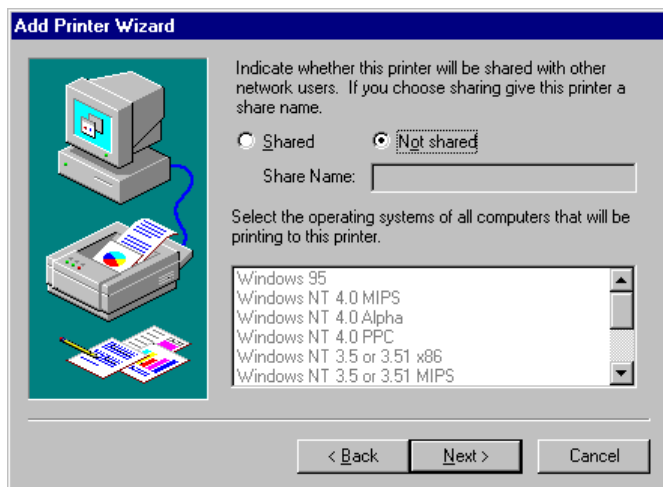 Add Printer Wizard
Indicate whether this printer will be shared with other
network users. If you choose sharing give this printer a
share name.
Shared Not shared
Share Name:
Select the operating systems of all computers that will be
printing to this printer.
Windows 95
Windows NT 4.0 MIPS
Windows NT 4.0 Alpha
Windows NT 4.0 PPC
Windows NT 3.5 or 3.51 x86
Windows NT 3.5 or 3.51 MIPS
< Back Next > Cancel